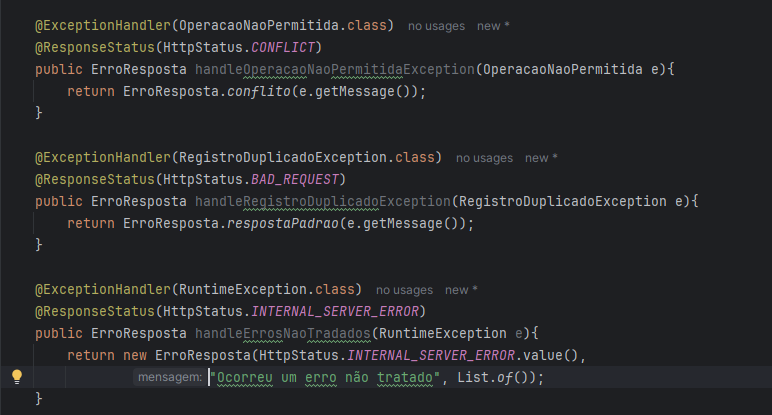 @ExceptionHandler(OperacaoNaoPermitida.class) no usages new *
@ResponseStatus(HttpStatus.CONFLICT)
public ErroResposta handleOperacaoNaoPermitidaException(OperacaoNaoPermitida e){
return ErroResposta.conflito(e.getMessage());
}
@ExceptionHandler(RegistroDuplicadoException.class) no usages new *
@ResponseStatus(HttpStatus.BAD_REQUEST)
public ErroResposta handleRegistroDuplicadoException(RegistroDuplicadoException e){
return ErroResposta.respostaPadrao(e.getMessage());
}
@ExceptionHandler(RuntimeException.class) no usages new *
@ResponseStatus(HttpStatus.INTERNAL_SERVER_ERROR)
public ErroResposta handleErrosNaoTradados(RuntimeException e){
return new ErroResposta(HttpStatus.INTERNAL_SERVER_ERROR.value(),
mensagem: "Ocorreu um erro não tratado", List.of());
}